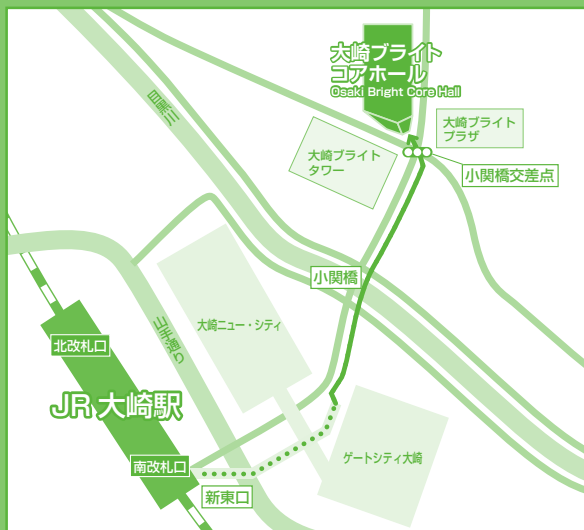 大崎ブライト
コアホール
Osaki Bright Core Hall
目黒川
大崎ブライト
プラザ
大崎ブライト
タワー
小関橋交差点
小関橋
大崎ニュー・シティ
山手通り
北改札口
JR 大崎駅
南改札口
新東口
ゲートシティ大崎